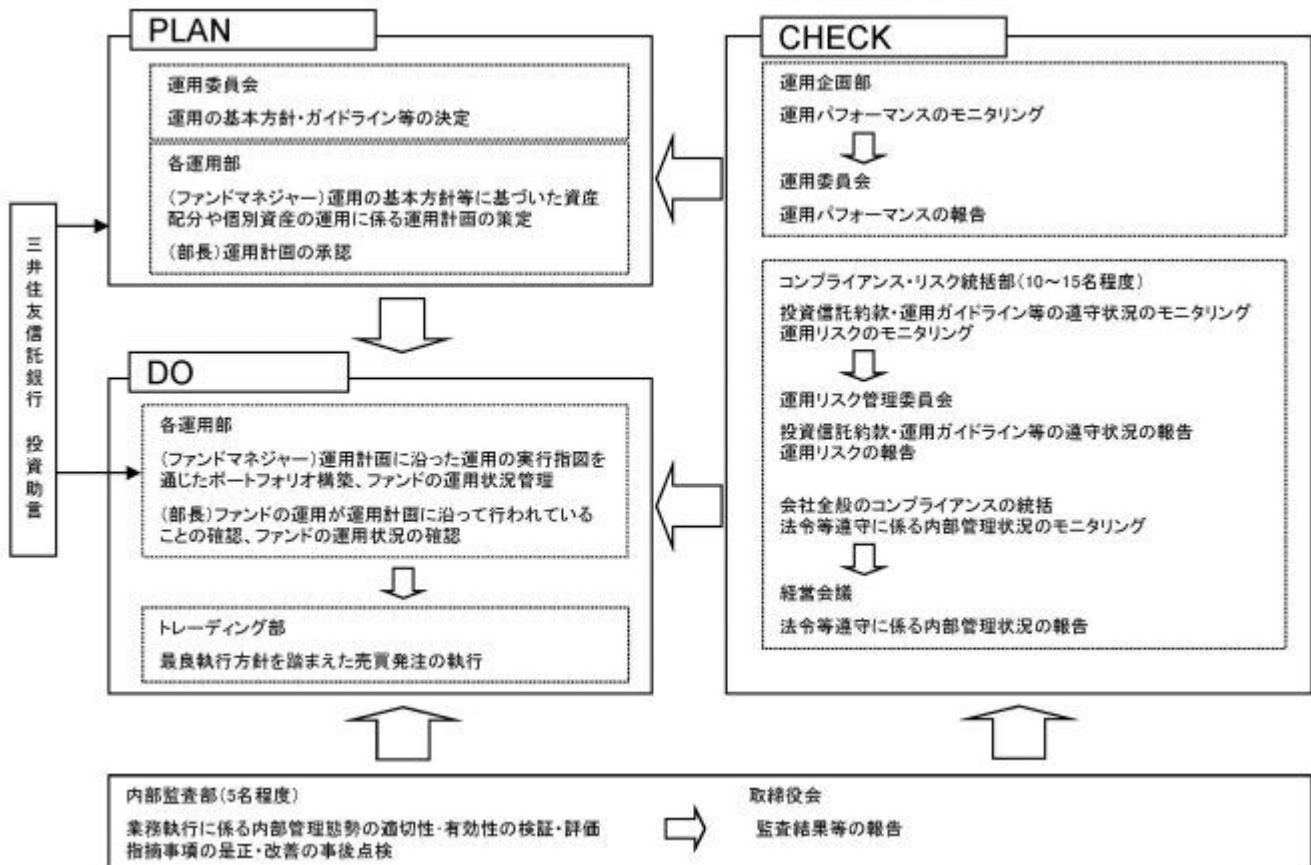 PLAN
運用委員会
運用の基本方針・ガイドライン等の決定
各運用部
(ファンドマネジャー)運用の基本方針等に基づいた資産
配分や個別資産の運用に係る運用計画の策定
(部長)運用計画の承認
三井住友信託銀行 投資助言
DO
各運用部
(ファンドマネジャー)運用計画に沿った運用の実行指図を
通じたポートフォリオ構築、ファンドの運用状況管理
(部長)ファンドの運用が運用計画に沿って行われている
ことの確認、ファンドの運用状況の確認
トレーディング部
最良執行方針を踏まえた売買発注の執行
CHECK
運用企画部
運用パフォーマンスのモニタリング
運用委員会
運用パフォーマンスの報告
コンプライアンス・リスク統括部(10～15名程度)
投資信託約款・運用ガイドライン等の遵守状況のモニタリング
運用リスクのモニタリング
運用リスク管理委員会
投資信託約款・運用ガイドライン等の遵守状況の報告
運用リスクの報告
会社全般のコンプライアンスの統括
法令等遵守に係る内部管理状況のモニタリング
経営会議
法令等遵守に係る内部管理状況の報告
内部監査部(5名程度)
業務執行に係る内部管理態勢の適切性・有効性の検証・評価
指摘事項の是正・改善の事後点検
取締役会
監査結果等の報告